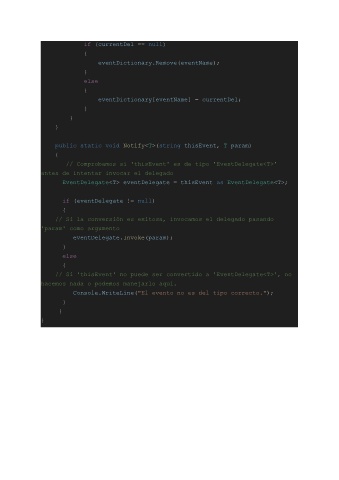 if (currentDel == null)
{
eventDictionary.Remove(eventName);
}
else
{
eventDictionary[eventName] = currentDel;
}
}
}
public static void Notify<T>(string thisEvent, T param)
{
// Comprobamos si 'thisEvent' es de tipo 'EventDelegate<T>'
antes de intentar invocar el delegado
EventDelegate<T> eventDelegate = thisEvent as EventDelegate<T>;
if (eventDelegate != null)
{
// Si la conversión es exitosa, invocamos el delegado pasando
'param' como argumento
eventDelegate.Invoke(param);
}
else
{
// Si 'thisEvent' no puede ser convertido a 'EventDelegate<T>', no
hacemos nada o podemos manejarlo aquí.
Console.WriteLine("El evento no es del tipo correcto.");
}
}
}